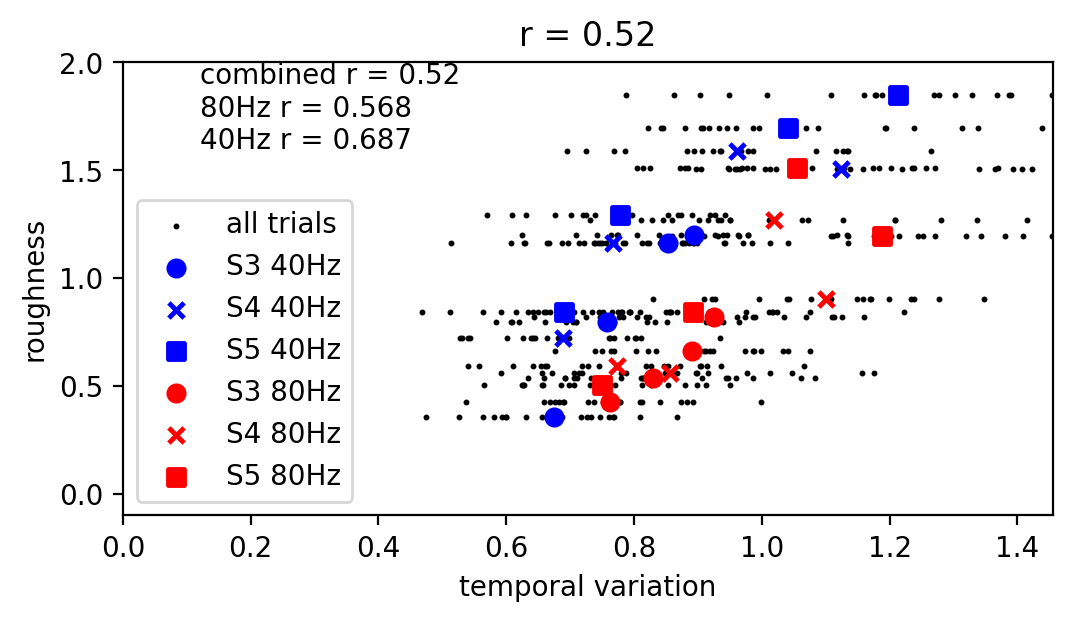 r = 0.52
combined r = 0.52
80Hz r = 0.568
40Hz r = 0.687
all trials
S3 40Hz
S4 40Hz
S5 40Hz
S3 80Hz
S4 80Hz
S5 80Hz
roughness
2.0
1.5
1.0
0.5
0.0
0.0 0.2 0.4 0.6 0.8 1.0 1.2 1.4
temporal variation